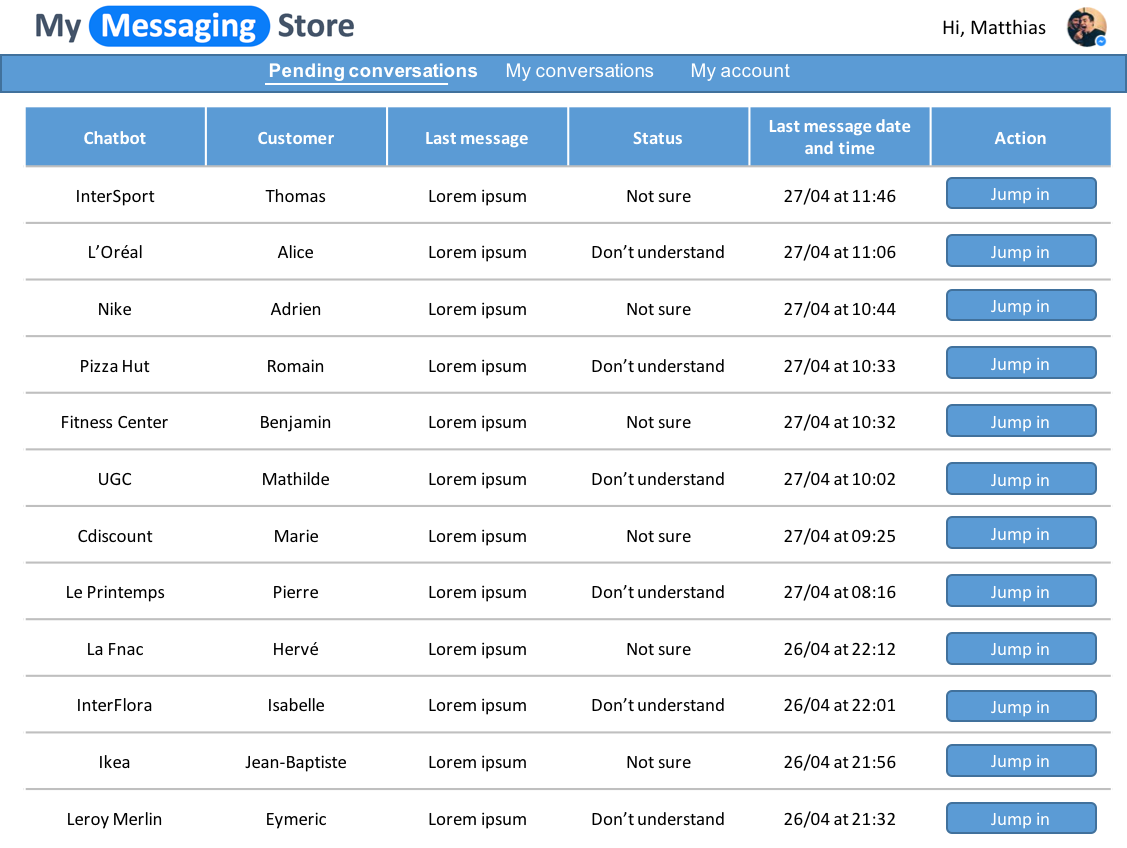 My Messaging Store
Hi, Matthias
Pending conversations My conversations My account
Chatbot Customer Last message Status Last message date and time Action
InterSport Thomas Lorem ipsum Not sure 27/04 at 11:46 Jump in
L’Oréal Alice Lorem ipsum Don’t understand 27/04 at 11:06 Jump in
Nike Adrien Lorem ipsum Not sure 27/04 at 10:44 Jump in
Pizza Hut Romain Lorem ipsum Don’t understand 27/04 at 10:33 Jump in
Fitness Center Benjamin Lorem ipsum Not sure 27/04 at 10:32 Jump in
UGC Mathilde Lorem ipsum Don’t understand 27/04 at 10:02 Jump in
Cdiscount Marie Lorem ipsum Not sure 27/04 at 09:25 Jump in
Le Printemps Pierre Lorem ipsum Don’t understand 27/04 at 08:16 Jump in
La Fnac Hervé Lorem ipsum Not sure 26/04 at 22:12 Jump in
InterFlora Isabelle Lorem ipsum Don’t understand 26/04 at 22:01 Jump in
Ikea Jean-Baptiste Lorem ipsum Not sure 26/04 at 21:56 Jump in
Leroy Merlin Eymeric Lorem ipsum Don’t understand 26/04 at 21:32 Jump in